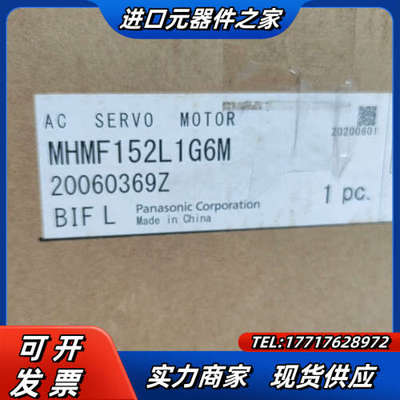 进口元器件之家
AC SERVO MOTOR
20200601
MHMF152L1G6M
20060369Z
1 pc.
BIF L
Panasonic Corporation
Made in China
可开
发票
TEL:17717628972
实力商家 现货供应